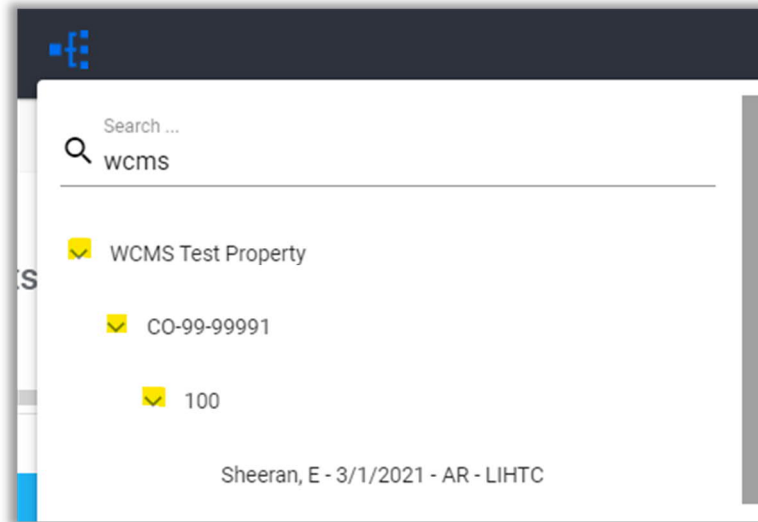 Search ...
wcms
WCMS Test Property
CO-99-99991
100
Sheeran, E - 3/1/2021 - AR - LIHTC